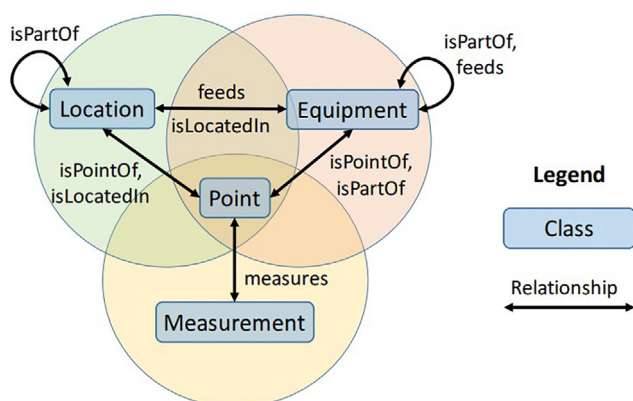 isPartOf
isPartOf,
feeds
feeds
Location
Equipment
isLocatedIn
isPointOf,
isLocatedIn
isPointOf,
isPartOf
Point
measures
Measurement
Legend
Class
Relationship